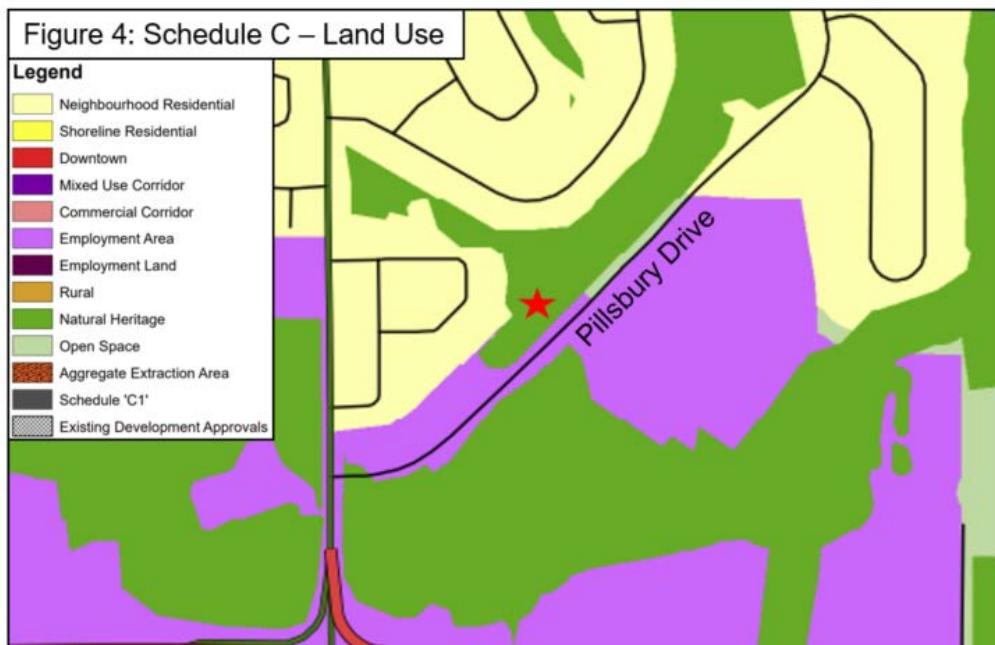 Figure 4: Schedule C – Land Use
Legend
Neighbourhood Residential
Shoreline Residential
Downtown
Mixed Use Corridor
Commercial Corridor
Employment Area
Employment Land
Rural
Natural Heritage
Open Space
Aggregate Extraction Area
Schedule 'C1'
Existing Development Approvals
Pillsbury Drive